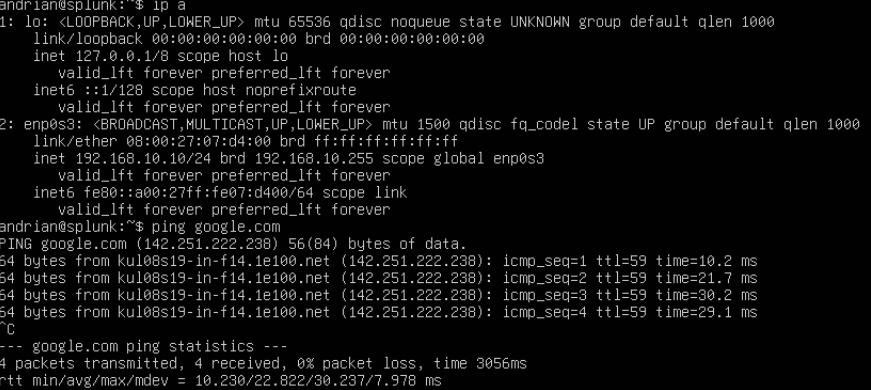 andrian@splunk:~$ ip a
1: lo: <LOOPBACK,UP,LOWER_UP> mtu 65536 qdisc noqueue state UNKNOWN group default qlen 1000
    link/loopback 00:00:00:00:00:00 brd 00:00:00:00:00:00
    inet 127.0.0.1/8 scope host lo
       valid_lft forever preferred_lft forever
    inet6 ::1/128 scope host noprefixroute
       valid_lft forever preferred_lft forever
2: enp0s3: <BROADCAST,MULTICAST,UP,LOWER_UP> mtu 1500 qdisc fq_codel state UP group default qlen 1000
    link/ether 08:00:27:07:d4:00 brd ff:ff:ff:ff:ff:ff
    inet 192.168.10.10/24 brd 192.168.10.255 scope global enp0s3
       valid_lft forever preferred_lft forever
    inet6 fe80::a00:27ff:fe07:d400/64 scope link
       valid_lft forever preferred_lft forever
andrian@splunk:~$ ping google.com
PING google.com (142.251.222.238) 56(84) bytes of data.
64 bytes from kul08s19-in-f14.1e100.net (142.251.222.238): icmp_seq=1 ttl=59 time=10.2 ms
64 bytes from kul08s19-in-f14.1e100.net (142.251.222.238): icmp_seq=2 ttl=59 time=21.7 ms
64 bytes from kul08s19-in-f14.1e100.net (142.251.222.238): icmp_seq=3 ttl=59 time=30.2 ms
64 bytes from kul08s19-in-f14.1e100.net (142.251.222.238): icmp_seq=4 ttl=59 time=29.1 ms
^C
--- google.com ping statistics ---
4 packets transmitted, 4 received, 0% packet loss, time 3056ms
rtt min/avg/max/mdev = 10.230/22.822/30.237/7.978 ms